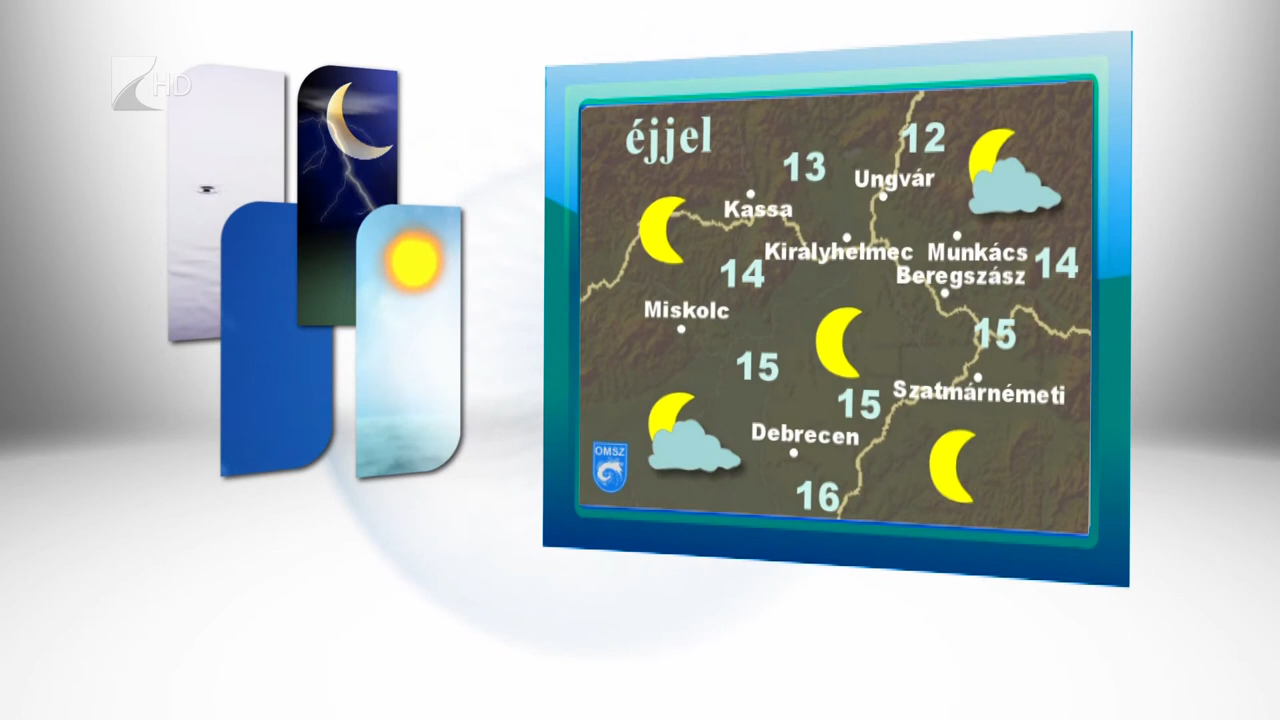 HD
éjjel
12
13
Ungvár
Kassa
Királyhelmec
Munkács
14
14
Beregszász
Miskolc
15
15
Szatmárnémeti
15
Debrecen
OMSZ
16